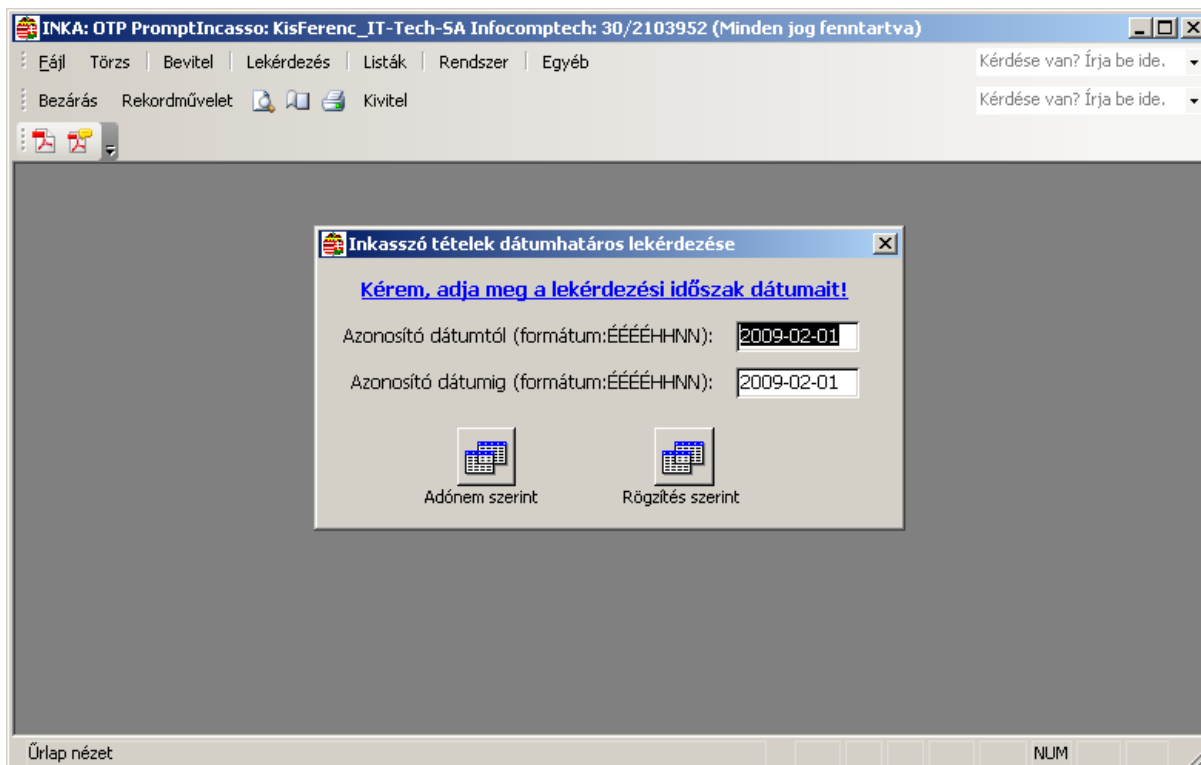 INKA: OTP PromptIncasso: KisFerenc_IT-Tech-SA Infocomptech: 30/2103952 (Minden jog fenntartva)
Fájl Törzs Bevitel Lekérdezés Listák Rendszer Egyéb Kérdése van? Írja be ide.
Bezárás Rekordművelet Kivitel Kérdése van? Írja be ide.
Inkasszó tételek dátumhatáros lekérdezése
Kérem, adja meg a lekérdezési időszak dátumait!
Azonosító dátumtól (formátum:ÉÉÉÉHHNN): 2009-02-01
Azonosító dátumig (formátum:ÉÉÉÉHHNN): 2009-02-01
Adónem szerint Rögzítés szerint
Űrlap nézet NUM